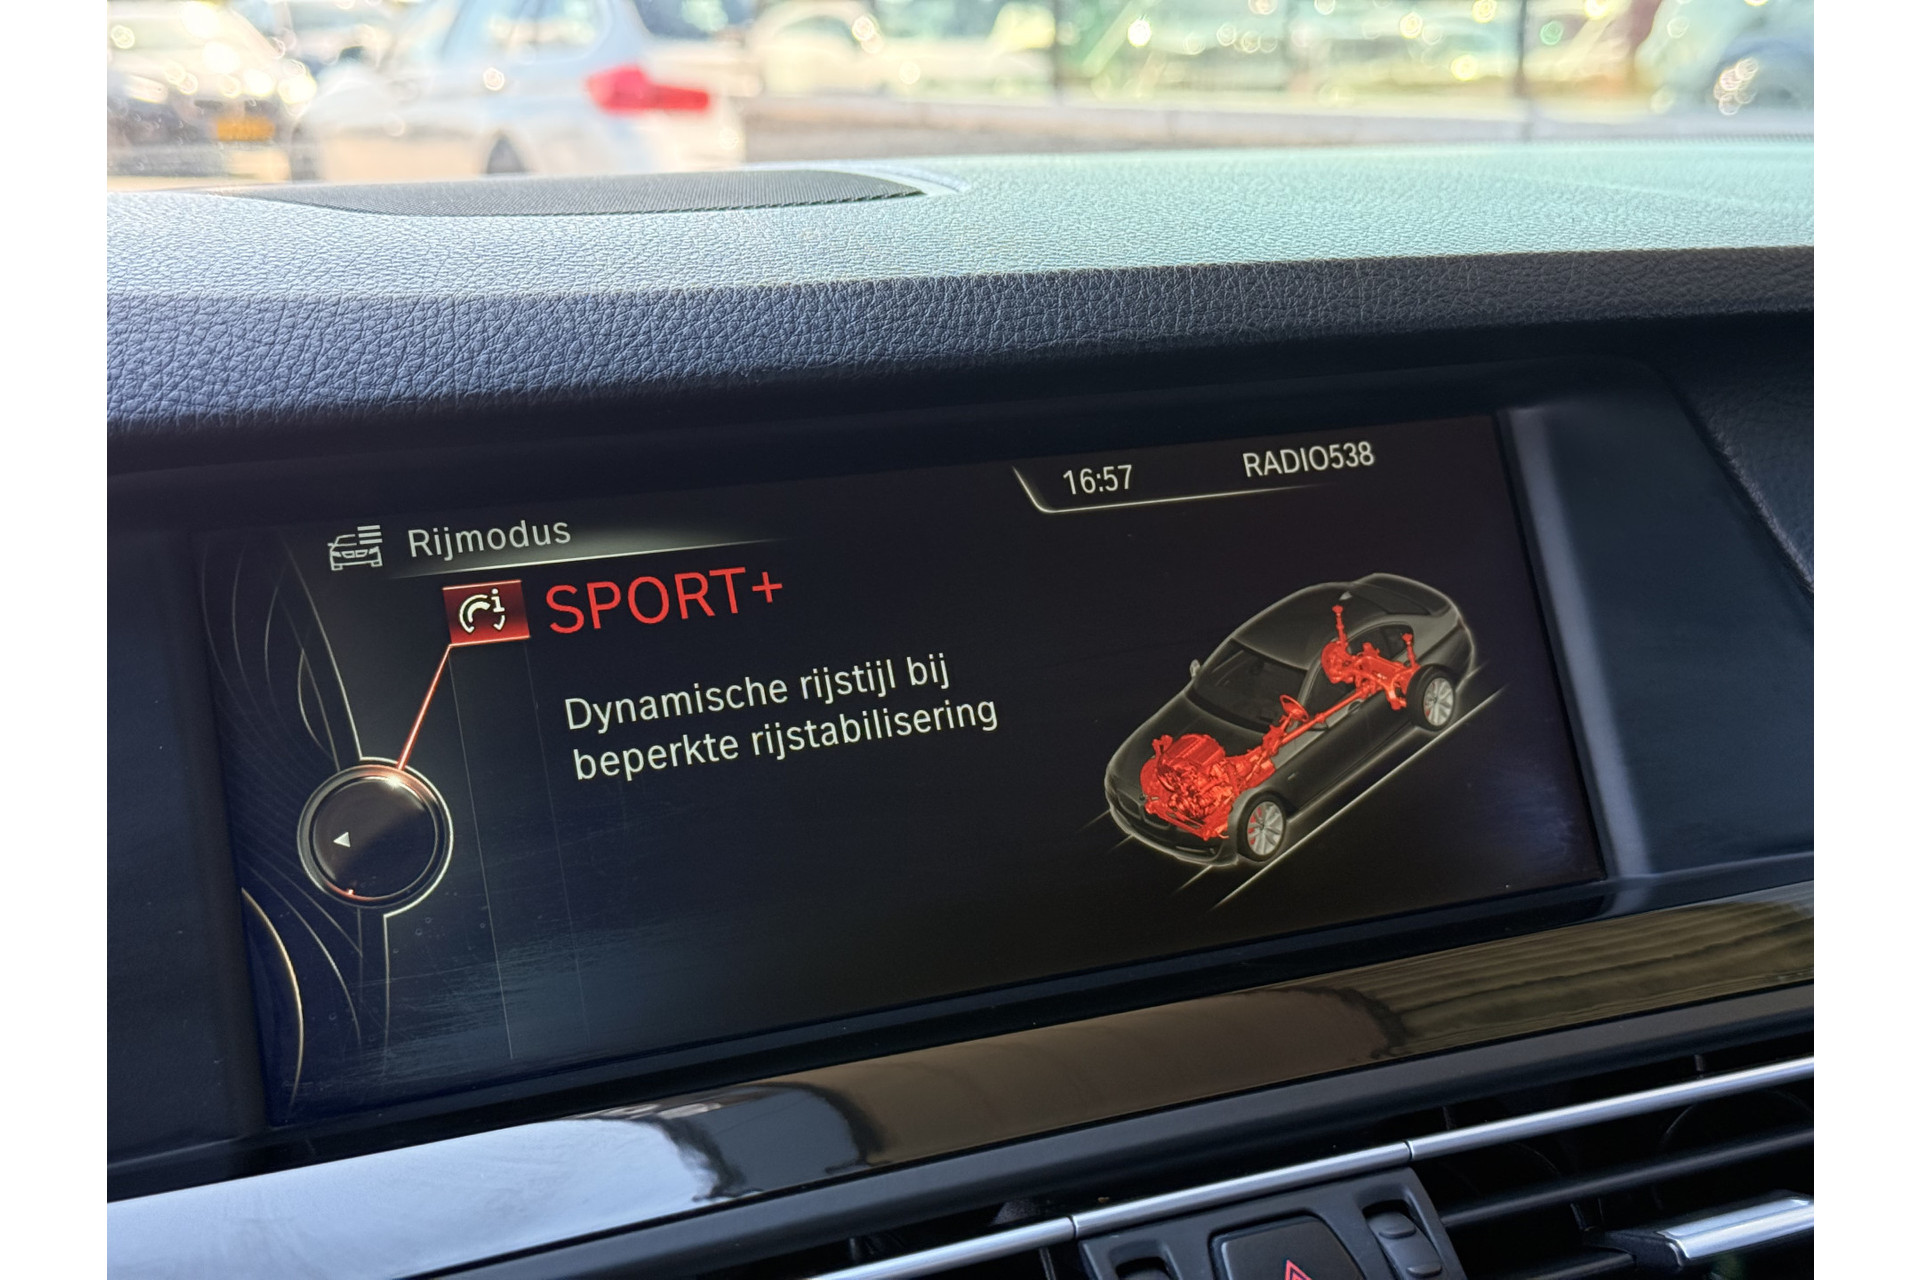 16:57 RADIO538
Rijmodus
SPORT+
Dynamische rijstijl bij
beperkte rijstabilisering